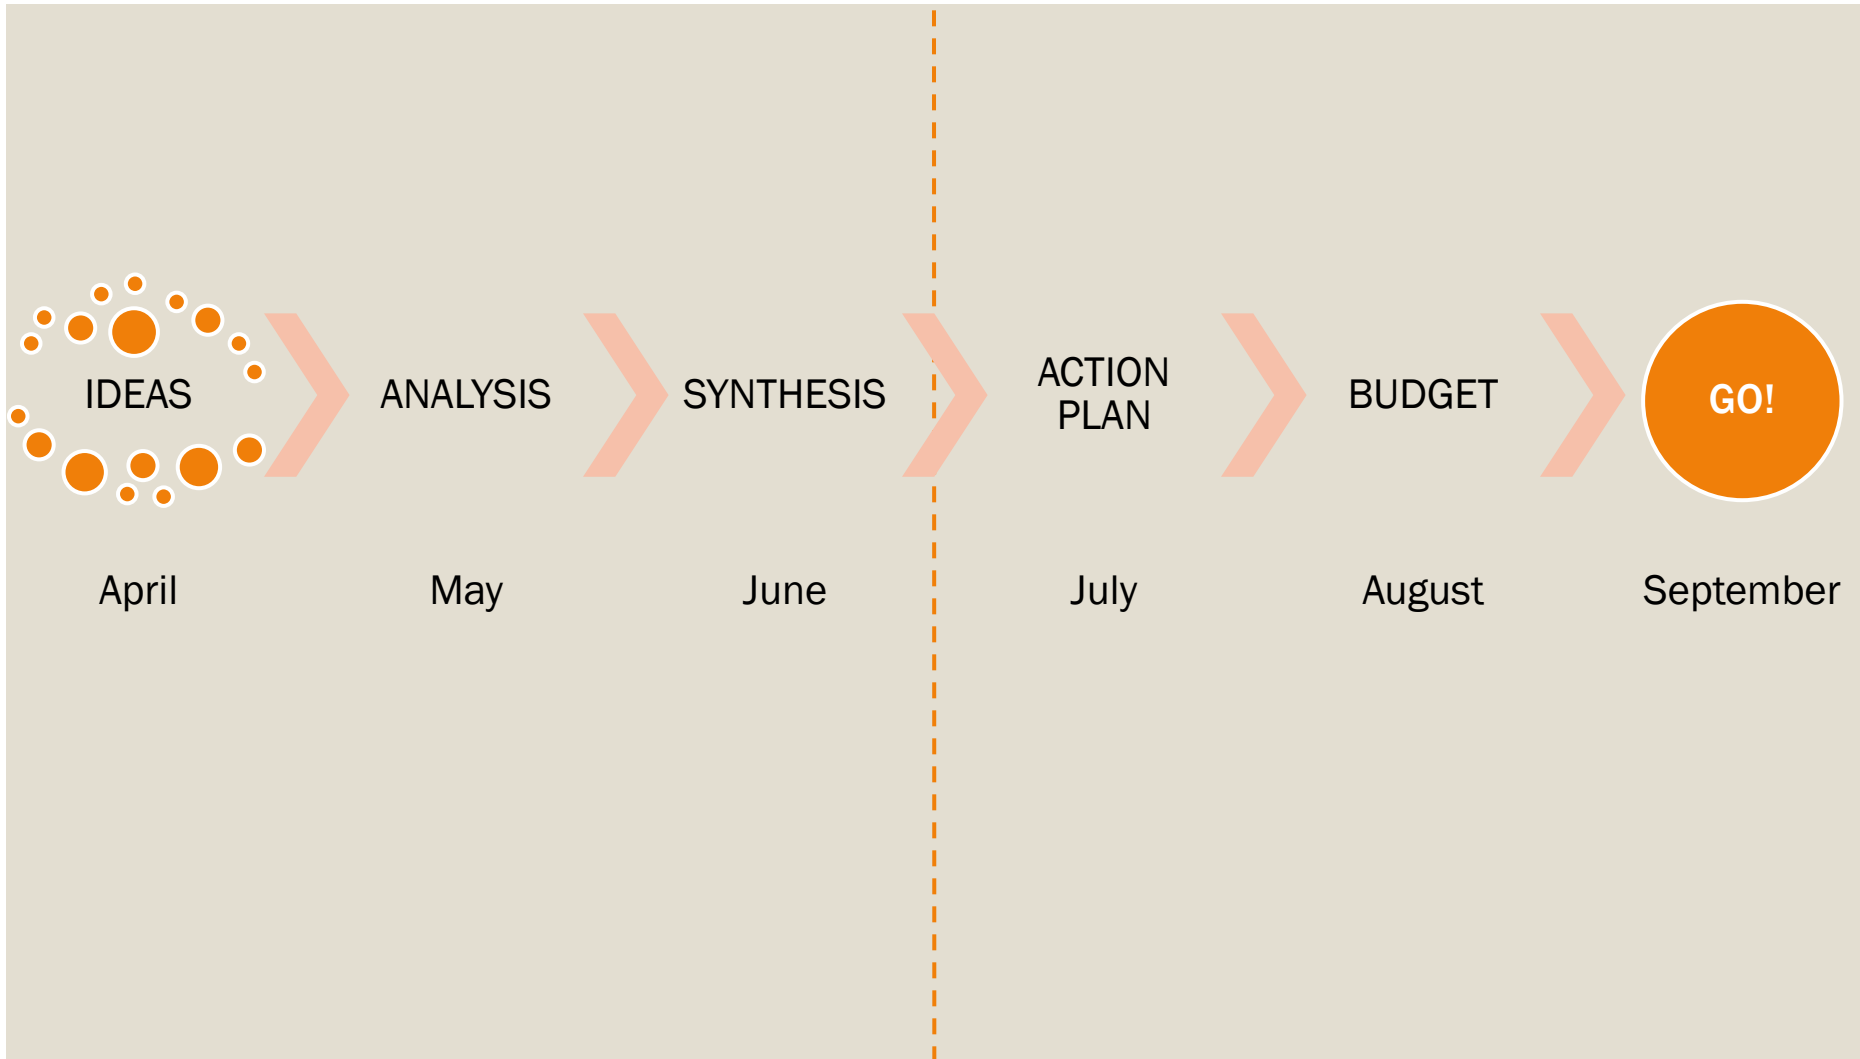 IDEAS
ANALYSIS
SYNTHESIS
ACTION
PLAN
BUDGET
GO!
April
May
June
July
August
September